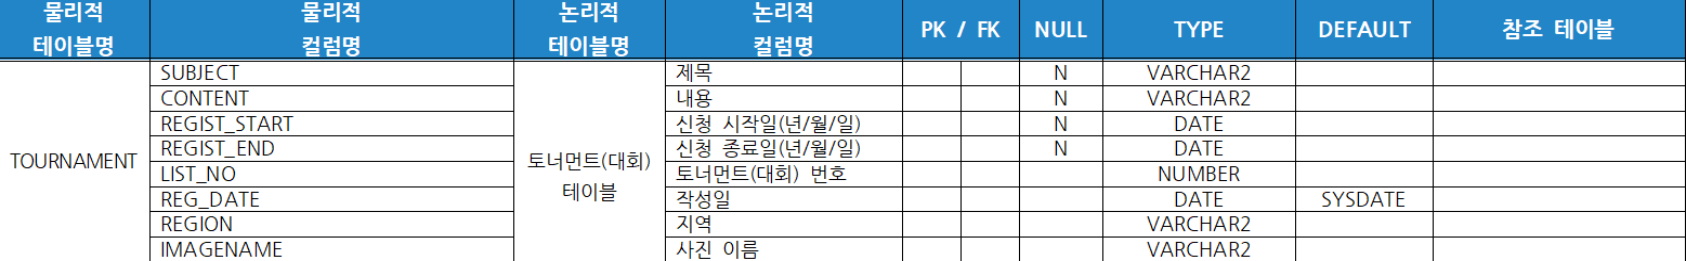 물리적 테이블명 물리적 컬럼명 논리적 테이블명 논리적 컬럼명 PK / FK NULL TYPE DEFAULT 참조 테이블
TOURNAMENT 토너먼트(대회) 테이블
SUBJECT 제목 N VARCHAR2
CONTENT 내용 N VARCHAR2
REGIST_START 신청 시작일(년/월/일) N DATE
REGIST_END 신청 종료일(년/월/일) N DATE
LIST_NO 토너먼트(대회) 번호 NUMBER
REG_DATE 작성일 DATE SYSDATE
REGION 지역 VARCHAR2
IMAGENAME 사진 이름 VARCHAR2